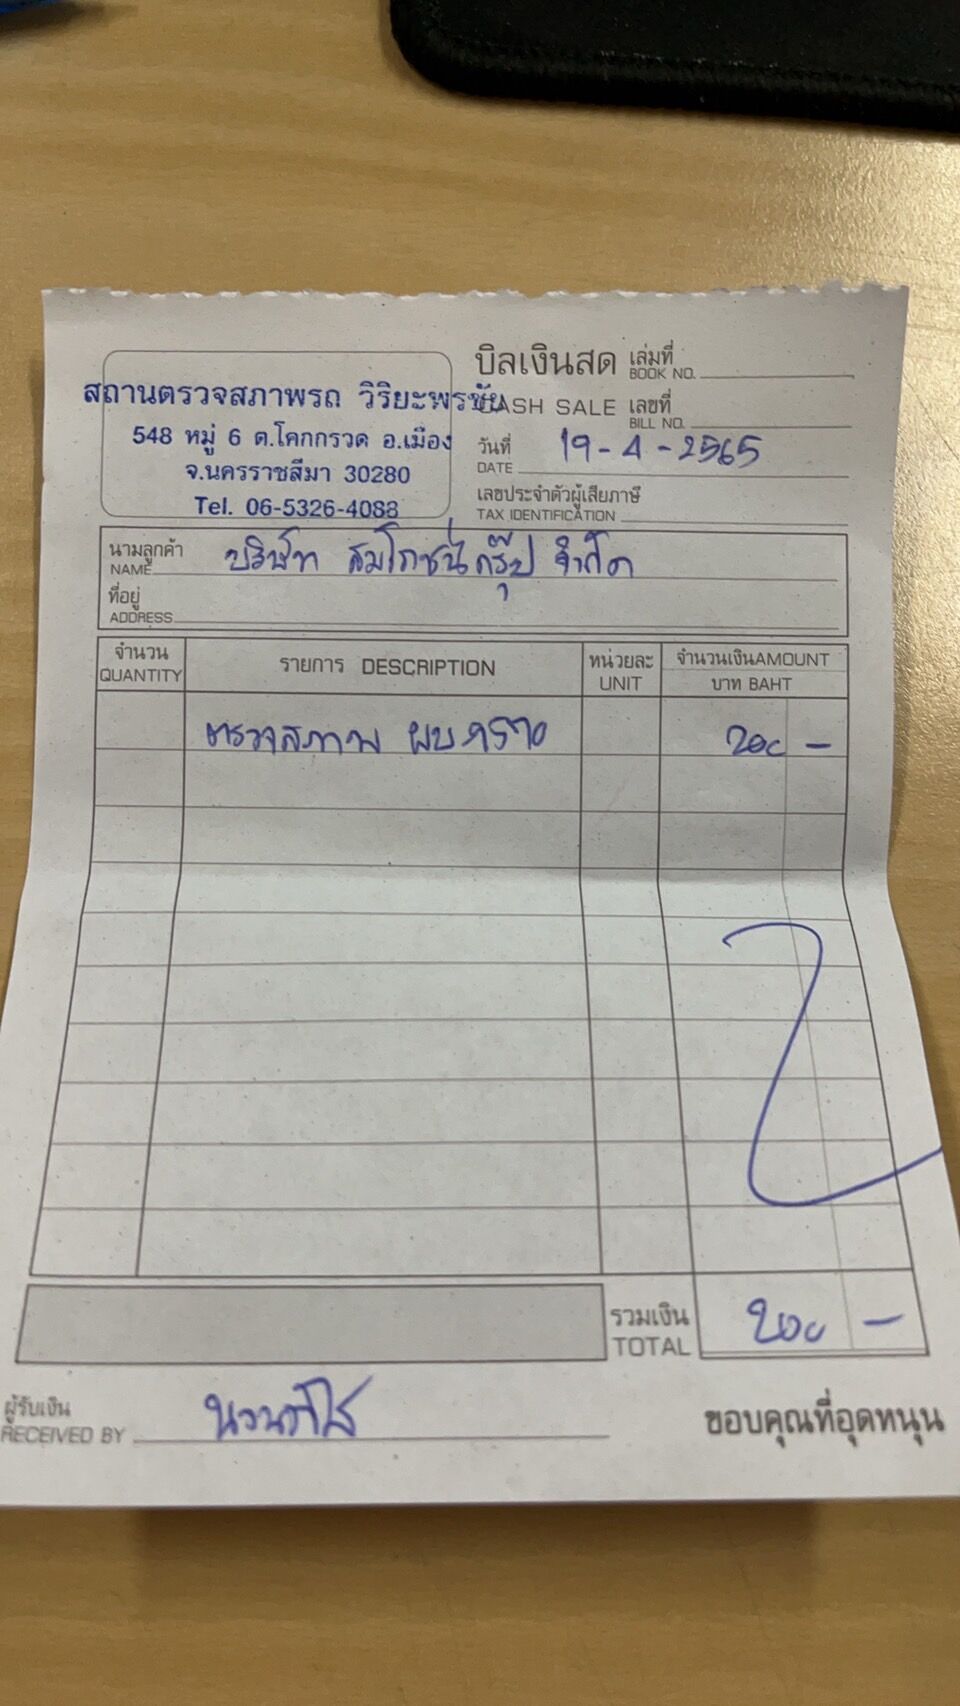 บิลเงินสด เล่มที่
BOOK NO.
สถานตรวจสภาพรถ วิริยะพรชัย
CASH SALE เลขที่
BILL NO.
548 หมู่ 6 ต.โคกกรวด อ.เมือง
วันที่ 19-4-2565
DATE
จ.นครราชสีมา 30280
เลขประจำตัวผู้เสียภาษี
TAX IDENTIFICATION
Tel. 06-5326-4088
นามลูกค้า บริษัท สมโภชน์กรุ๊ป จำกัด
NAME
ที่อยู่
ADDRESS
จำนวน รายการ DESCRIPTION หน่วยละ จำนวนเงินAMOUNT
QUANTITY UNIT บาท BAHT
ตรวจสภาพ 200 -
รวมเงิน 200 -
TOTAL
ผู้รับเงิน
RECEIVED BY
ขอบคุณที่อุดหนุน